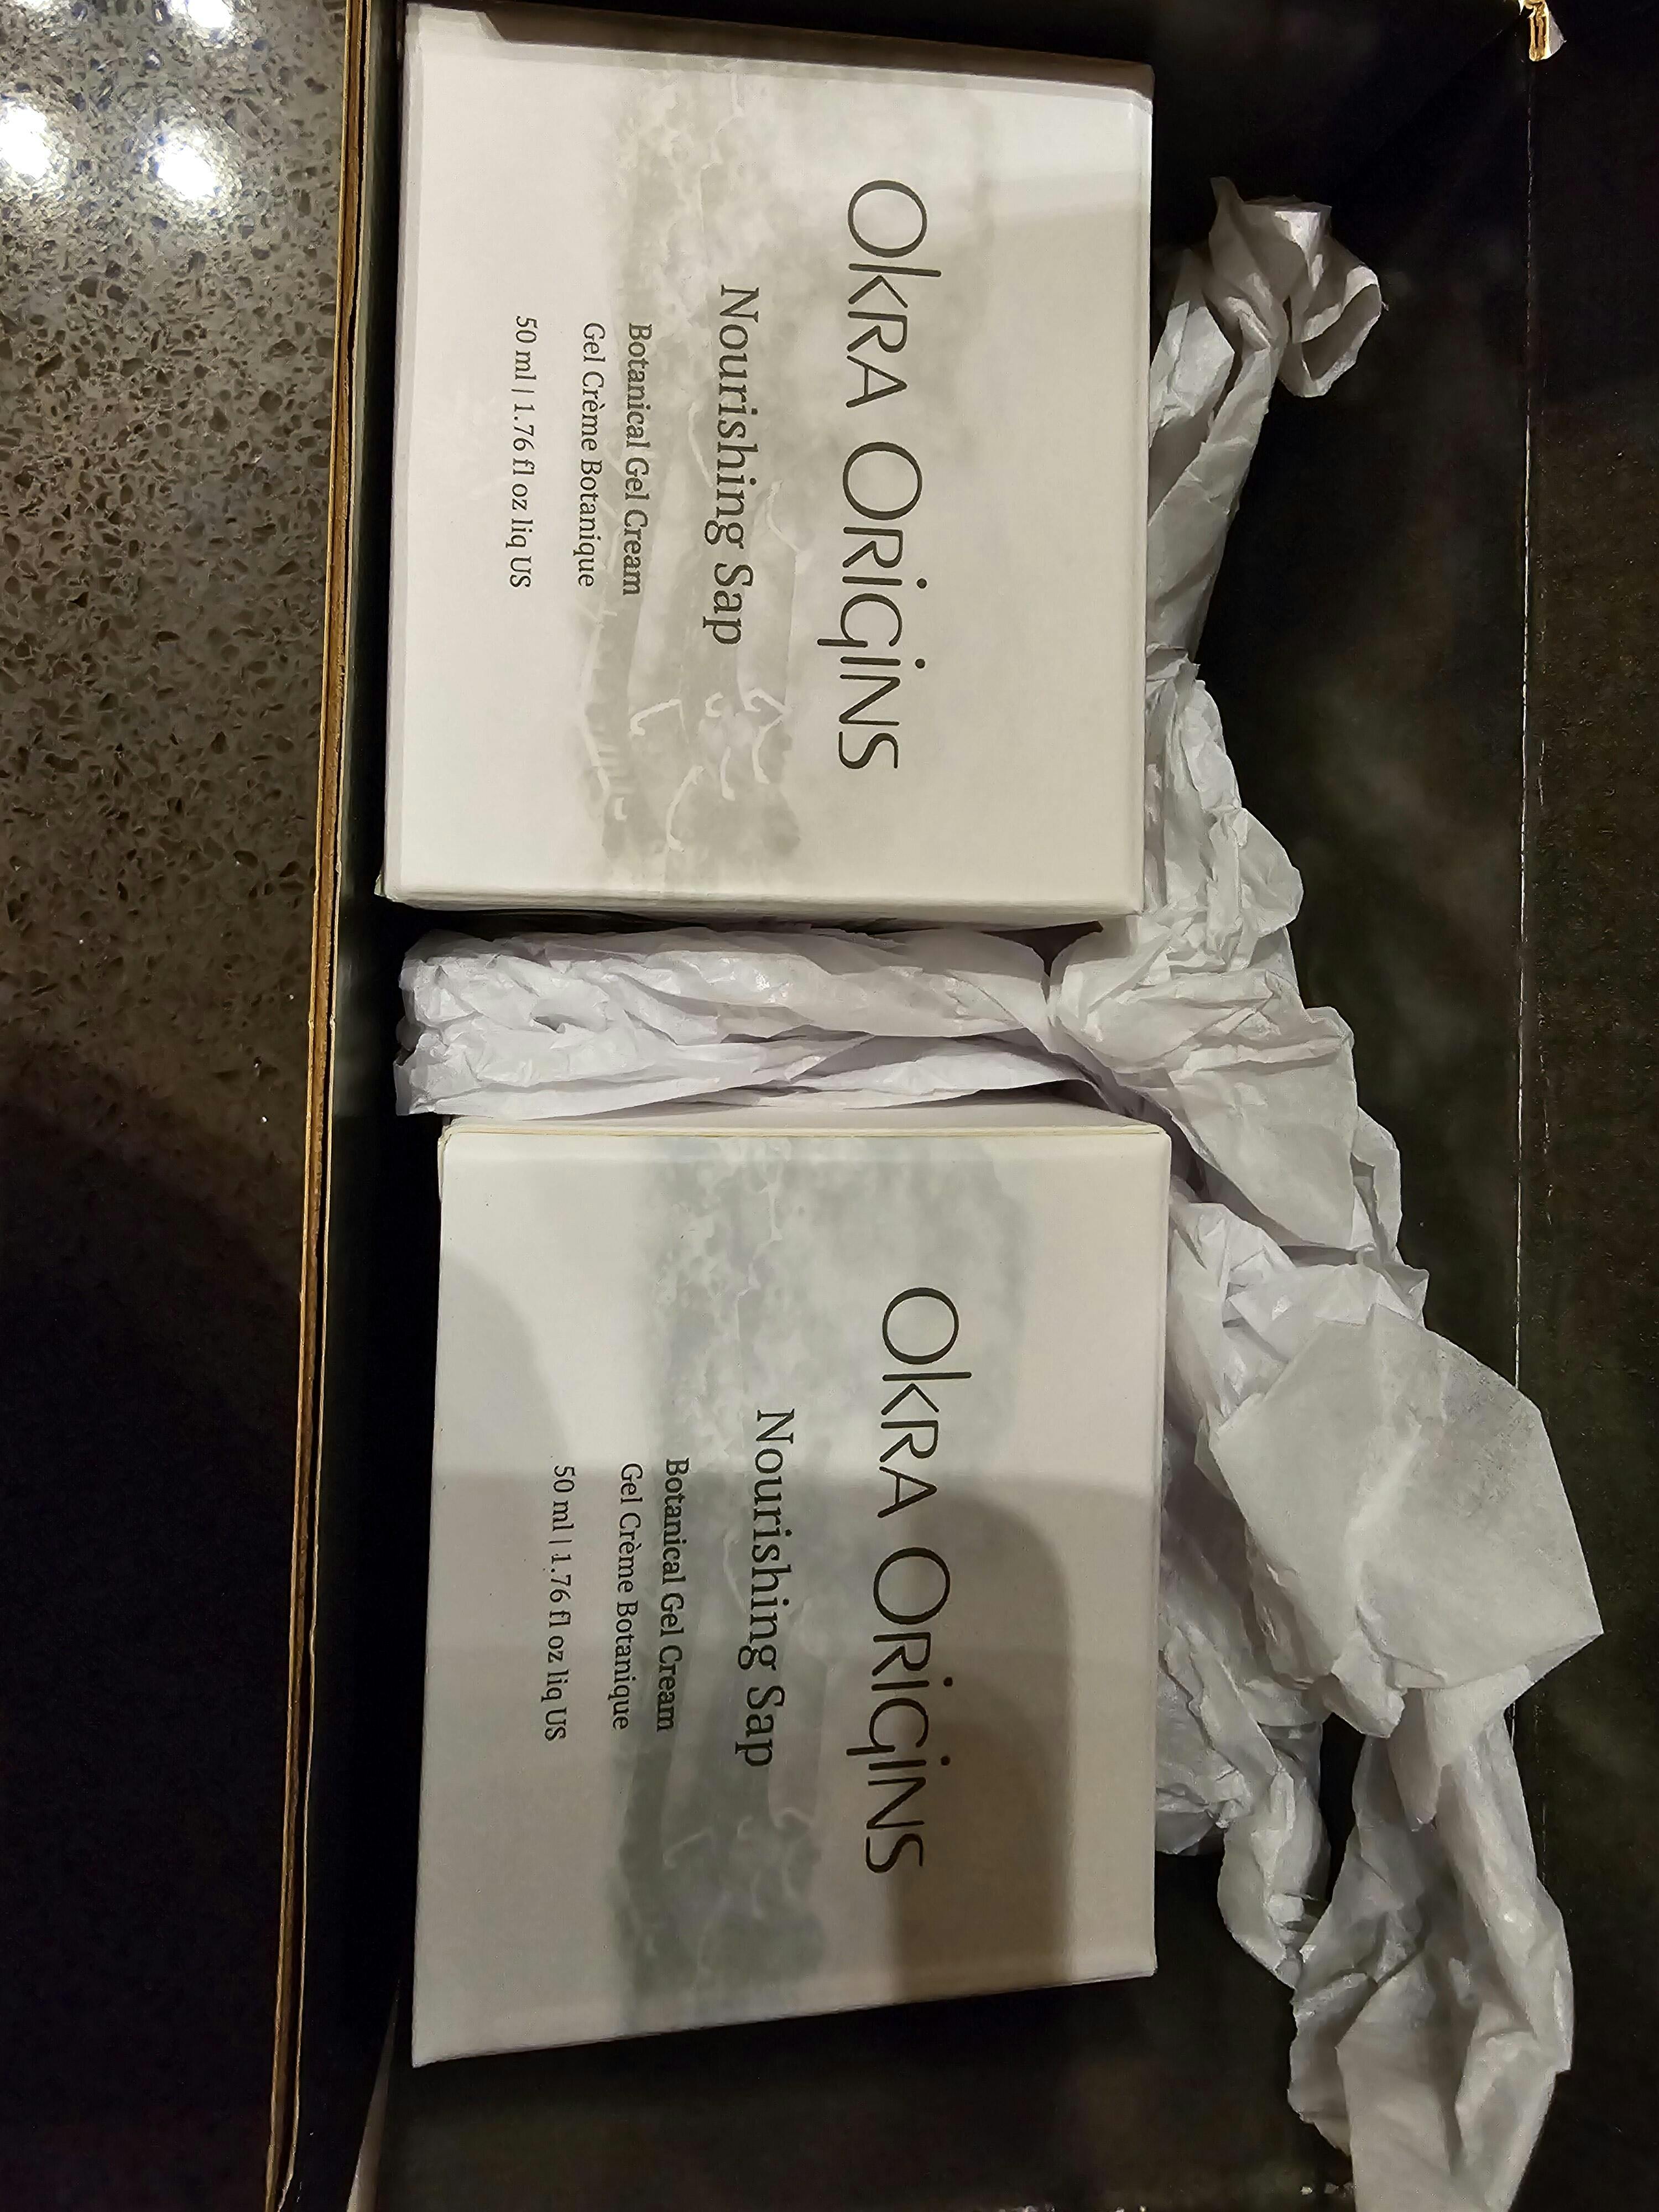 OKRA ORIGINS
Nourishing Sap
Botanical Gel Cream
Gel Crème Botanique
50 ml | 1.76 fl oz liq US
OKRA ORIGINS
Nourishing Sap
Botanical Gel Cream
Gel Crème Botanique
50 ml | 1.76 fl oz liq US